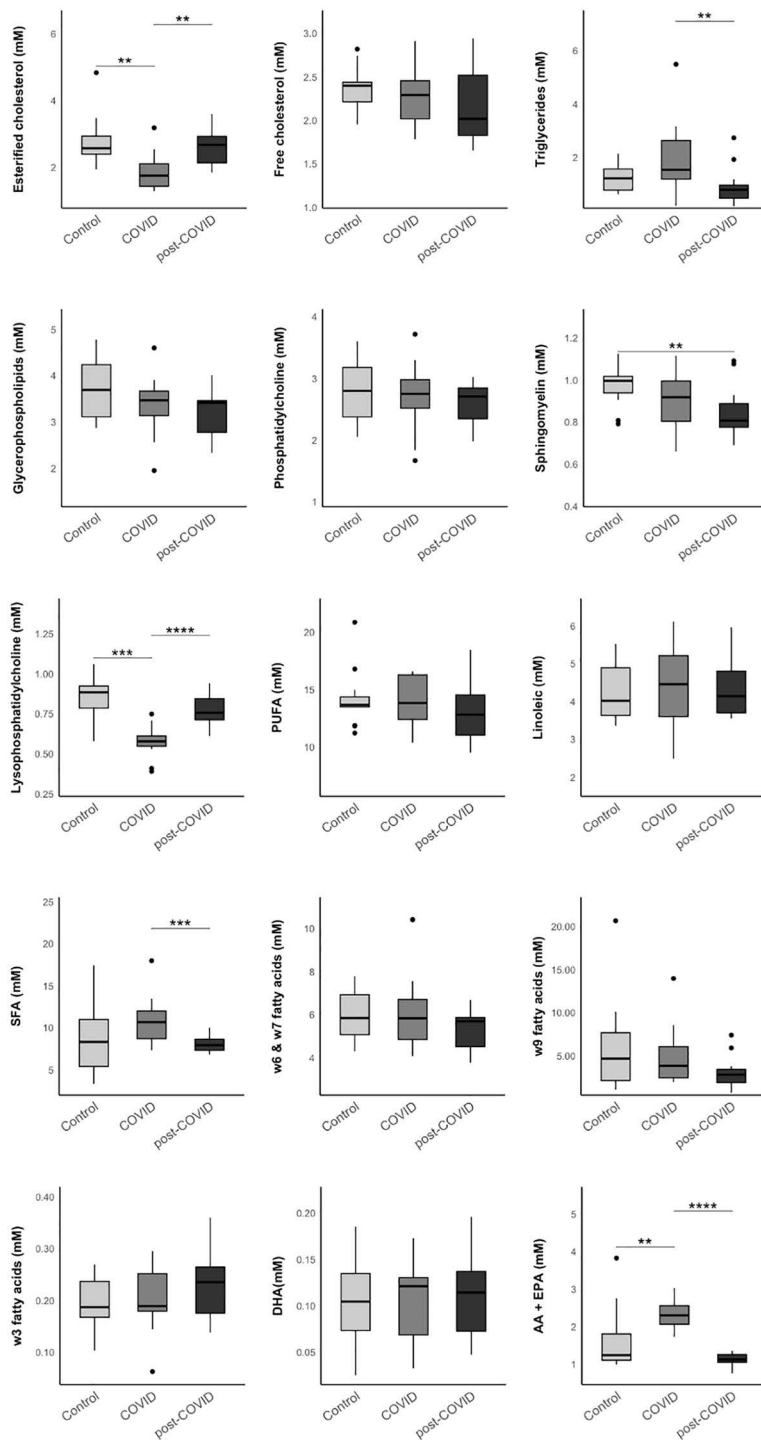 Esterified cholesterol (mM)
6
4
2
**
**
Control
COVID
post-COVID
Free cholesterol (mM)
3.0
2.5
2.0
1.5
1.0
Control
COVID
post-COVID
Triglycerides (mM)
6
4
2
**
Control
COVID
post-COVID
Glycerophospholipids (mM)
5
4
3
2
Control
COVID
post-COVID
Phosphatidylcholine (mM)
4
3
2
1
Control
COVID
post-COVID
Sphingomyelin (mM)
1.2
1.0
0.8
0.6
0.4
**
Control
COVID
post-COVID
Lysophosphatidylcholine (mM)
1.25
1.00
0.75
0.50
0.25
***
****
Control
COVID
post-COVID
PUFA (mM)
20
15
10
Control
COVID
post-COVID
Linoleic (mM)
6
5
4
3
2
Control
COVID
post-COVID
SFA (mM)
25
20
15
10
5
***
Control
COVID
post-COVID
w6 & w7 fatty acids (mM)
10
8
6
4
Control
COVID
post-COVID
w9 fatty acids (mM)
20.00
15.00
10.00
5.00
Control
COVID
post-COVID
w3 fatty acids (mM)
0.40
0.30
0.20
0.10
Control
COVID
post-COVID
DHA(mM)
0.20
0.15
0.10
0.05
Control
COVID
post-COVID
AA + EPA (mM)
5
4
3
2
1
**
****
Control
COVID
post-COVID